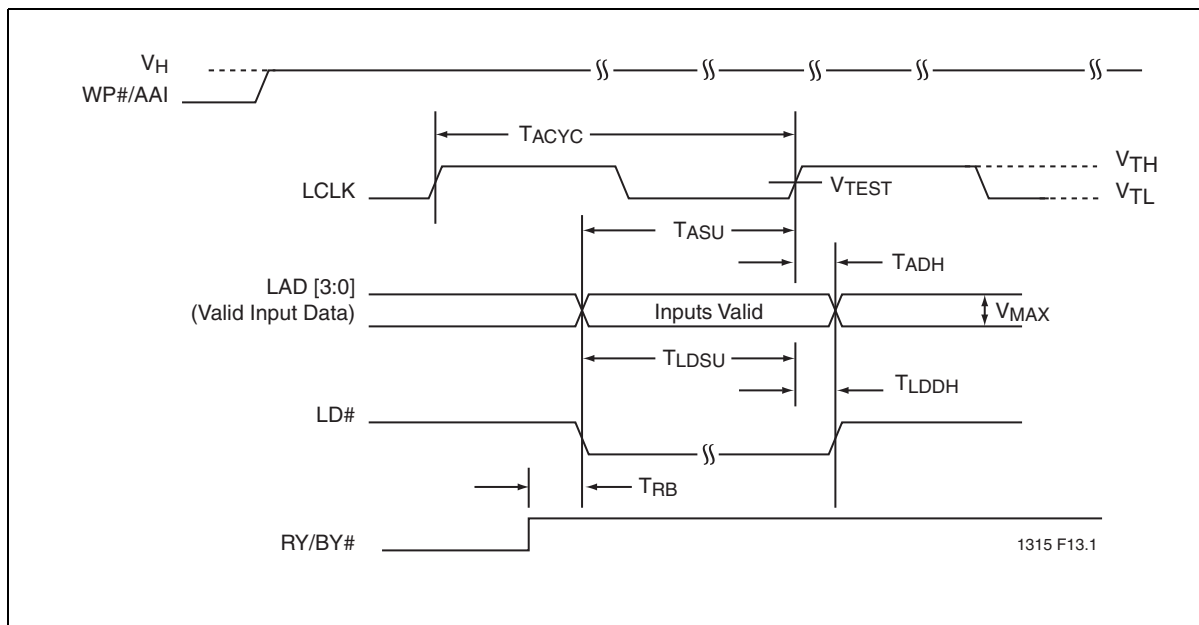 VH
WP#/AAI
TACYC
LCLK
VTEST
VTH
VTL
TASU
TADH
LAD [3:0]
(Valid Input Data)
Inputs Valid
VMAX
TLDSU
TLDDH
LD#
TRB
RY/BY#
1315 F13.1